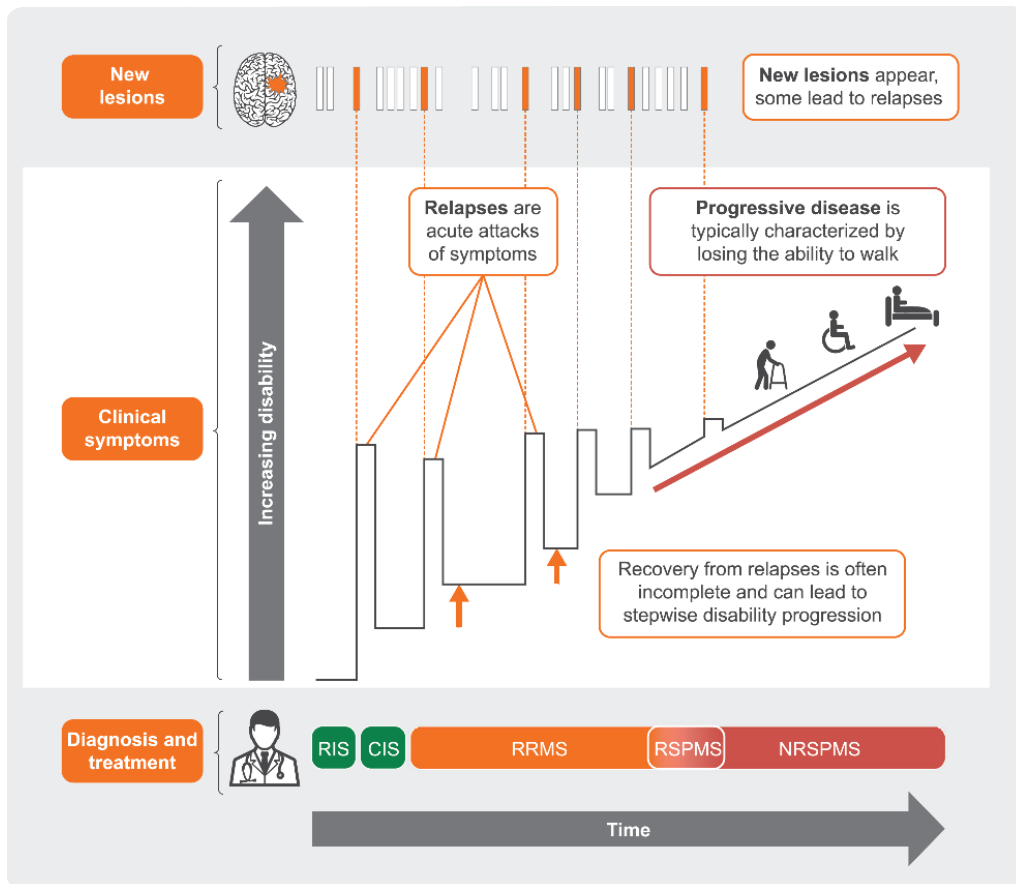 New
lesions
New lesions appear,
some lead to relapses
Relapses are
acute attacks
of symptoms
Progressive disease is
typically characterized by
losing the ability to walk
Clinical
symptoms
Increasing disability
Recovery from relapses is often
incomplete and can lead to
stepwise disability progression
Diagnosis and
treatment
RIS
CIS
RRMS
RSPMS
NRSPMS
Time